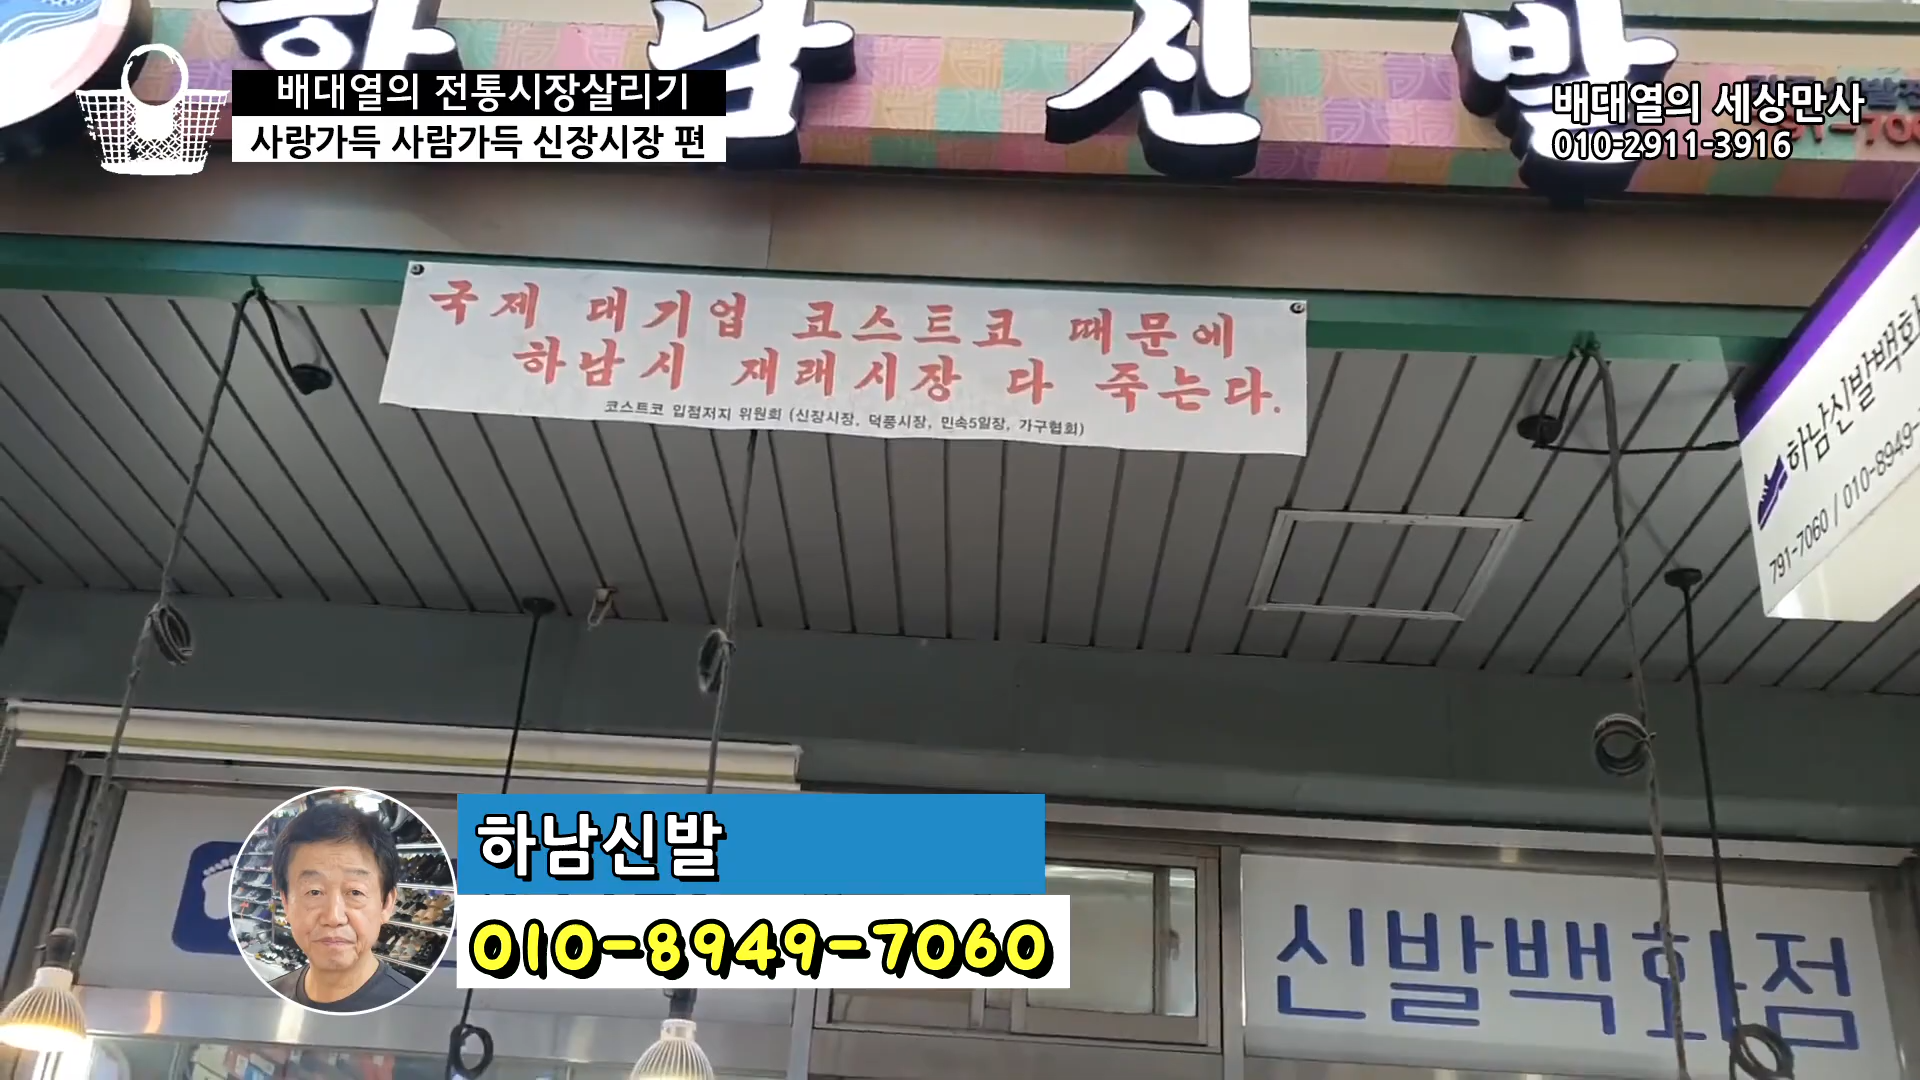 하남신발
배대열의 전통시장살리기
사랑가득 사람가득 신장시장 편
배대열의 세상만사
010-2911-3916
국제 대기업 코스트코 때문에
하남시 재래시장 다 죽는다.
코스트코 입점저지 위원회 (신장시장, 덕풍시장, 민속5일장, 가구협회)
하남신발백화
791-7060 / 010-8949-
하남신발
010-8949-7060
신발백화점